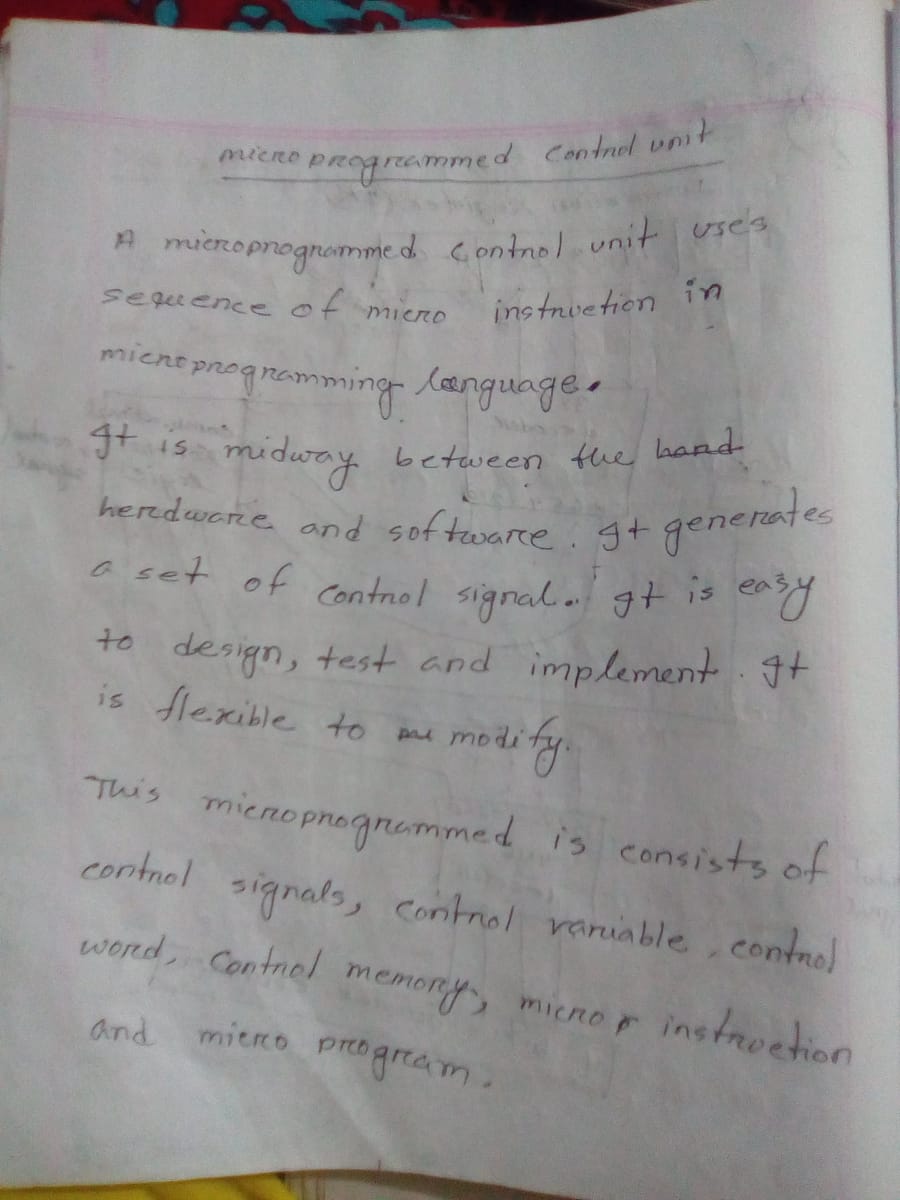 micro programmed control unit
A microprogrammed control unit uses
sequence of micro instruction in
microprogramming language.
It is midway between the hand
herdware and software. It generates
a set of control signal. It is easy
to design, test and implement. It
is flexible to modify.
This microprogrammed is consists of
control signals, control variable, control
word, control memory, micro instruction
and micro program.